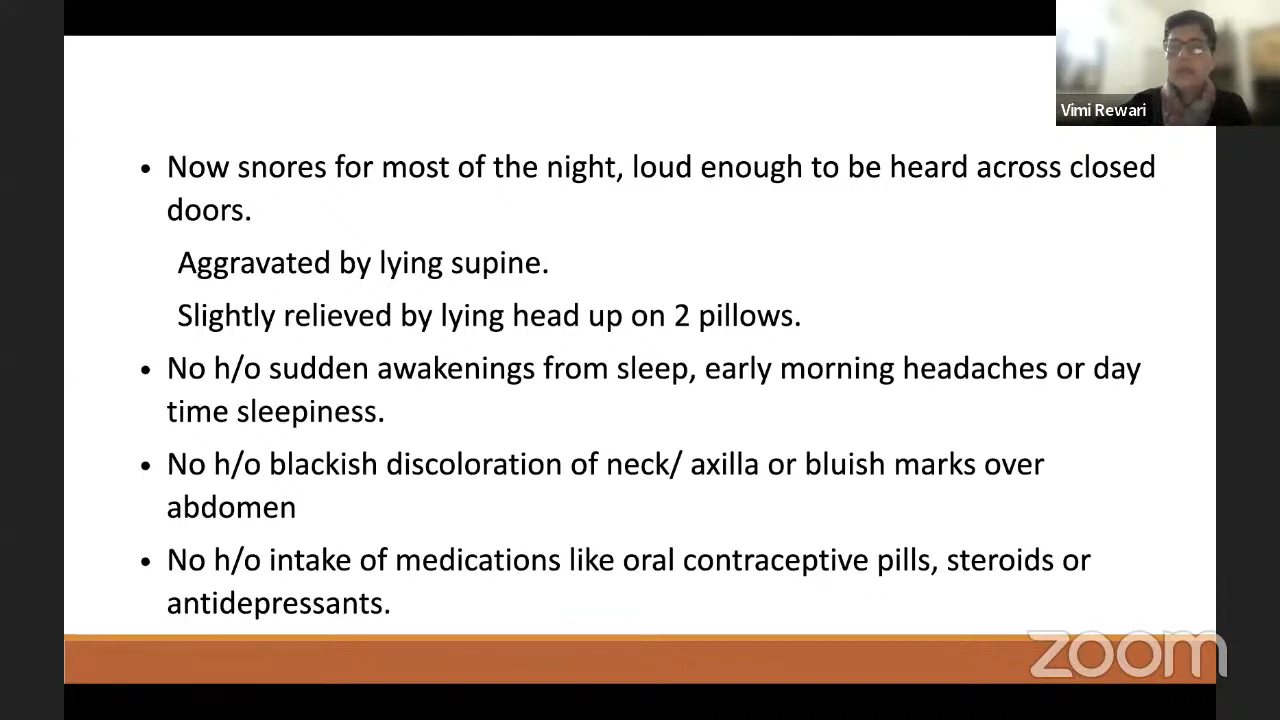 Vimi Rewari
• Now snores for most of the night, loud enough to be heard across closed
doors.
Aggravated by lying supine.
Slightly relieved by lying head up on 2 pillows.
• No h/o sudden awakenings from sleep, early morning headaches or day
time sleepiness.
• No h/o blackish discoloration of neck/ axilla or bluish marks over
abdomen
• No h/o intake of medications like oral contraceptive pills, steroids or
antidepressants.
zoom